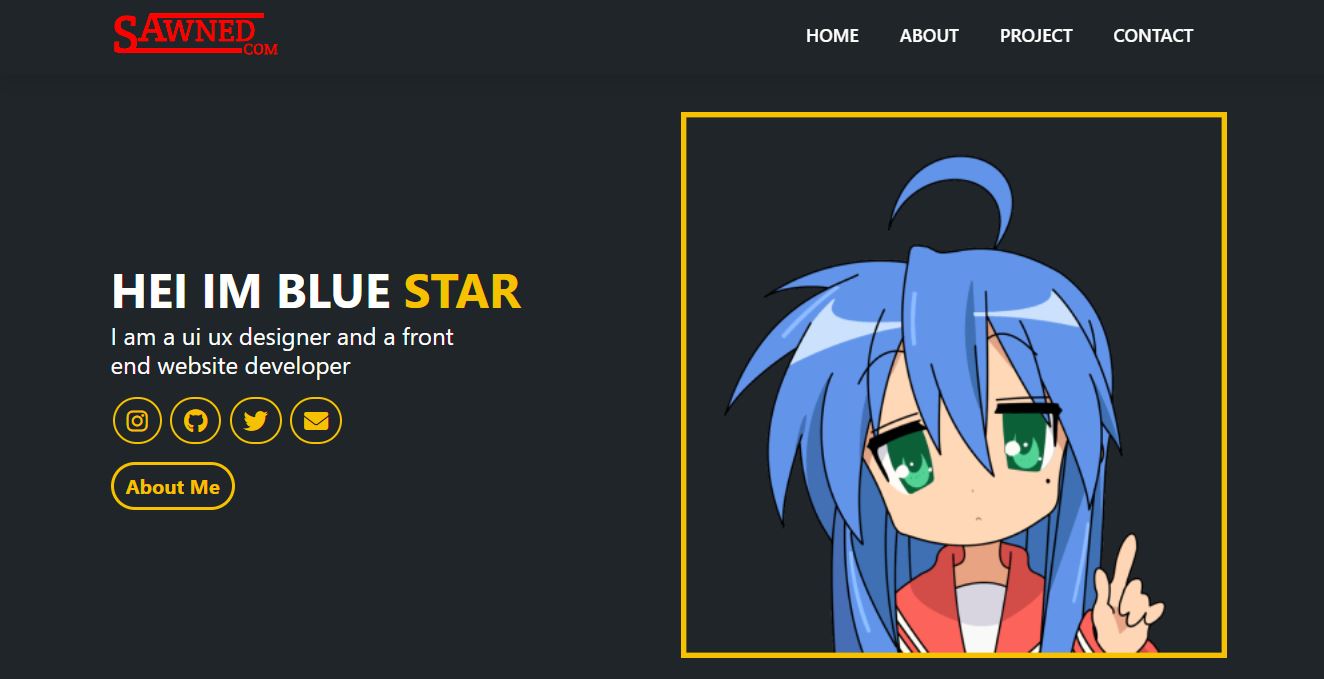 SAWNED
COM
HOME ABOUT PROJECT CONTACT
HEI IM BLUE STAR
I am a ui ux designer and a front
end website developer
About Me